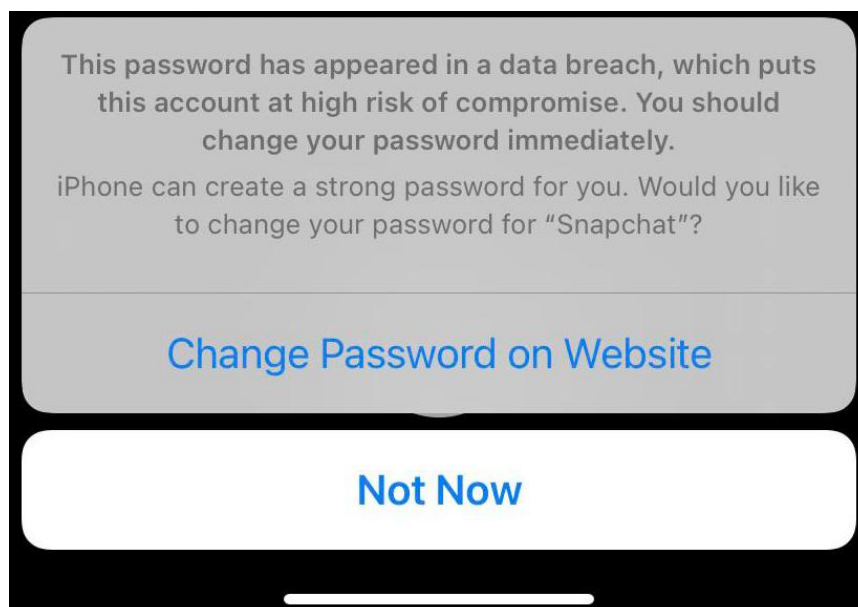 This password has appeared in a data breach, which puts
this account at high risk of compromise. You should
change your password immediately.
iPhone can create a strong password for you. Would you like
to change your password for “Snapchat”?
Change Password on Website
Not Now